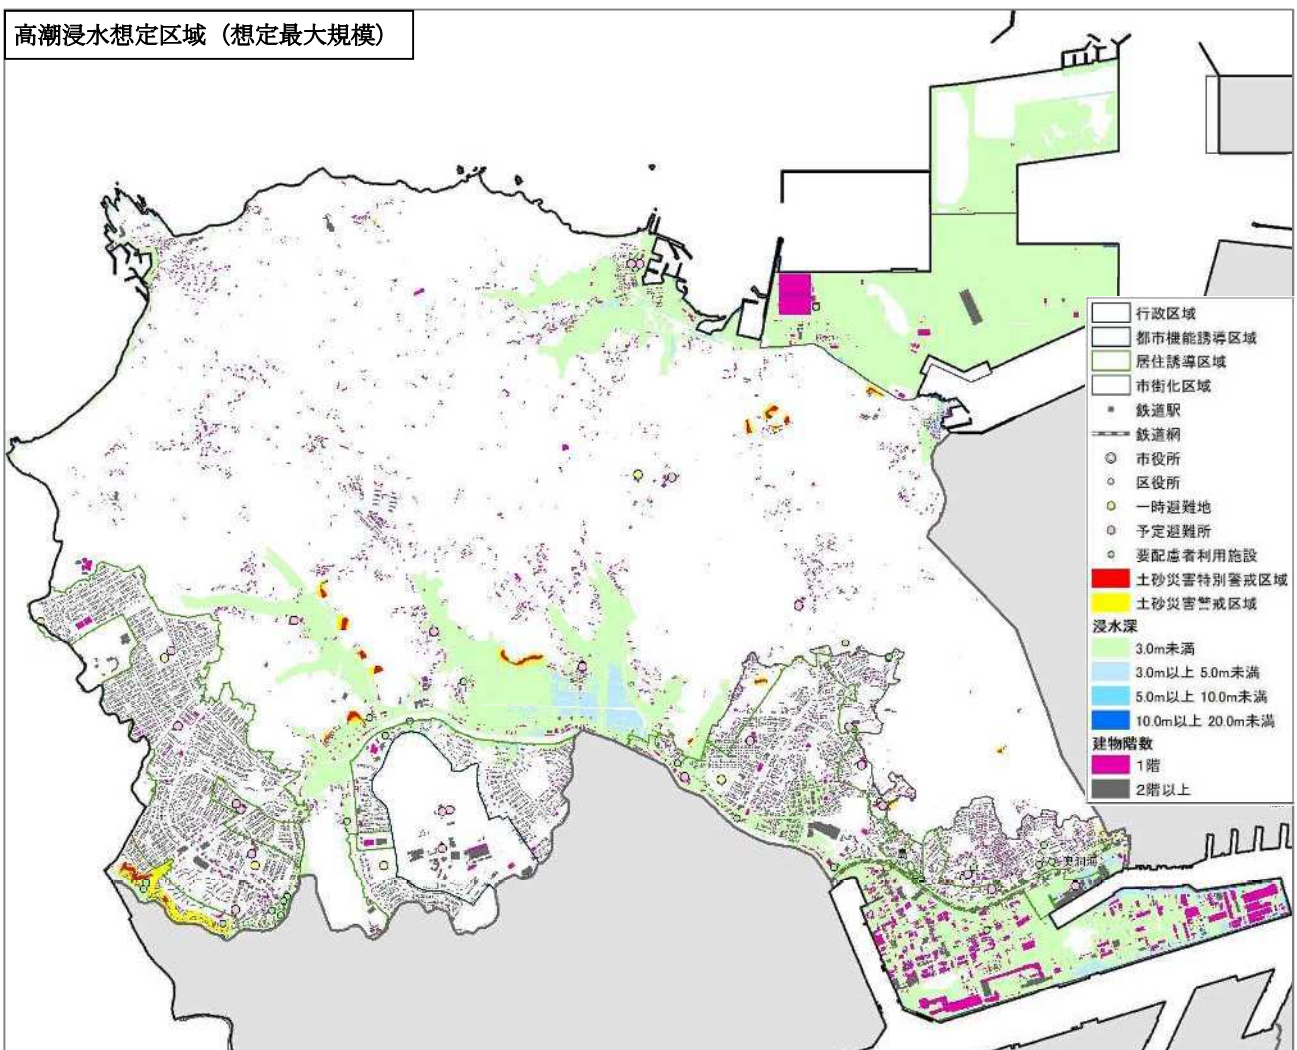 高潮浸水想定区域（想定最大規模）
行政区域
都市機能誘導区域
居住誘導区域
市街化区域
鉄道駅
鉄道網
市役所
区役所
一時避難地
予定避難所
要配慮者利用施設
土砂災害特別警戒区域
土砂災害警戒区域
浸水深
3.0m未満
3.0m以上 5.0m未満
5.0m以上 10.0m未満
10.0m以上 20.0m未満
建物階数
1階
2階以上
奥洞海